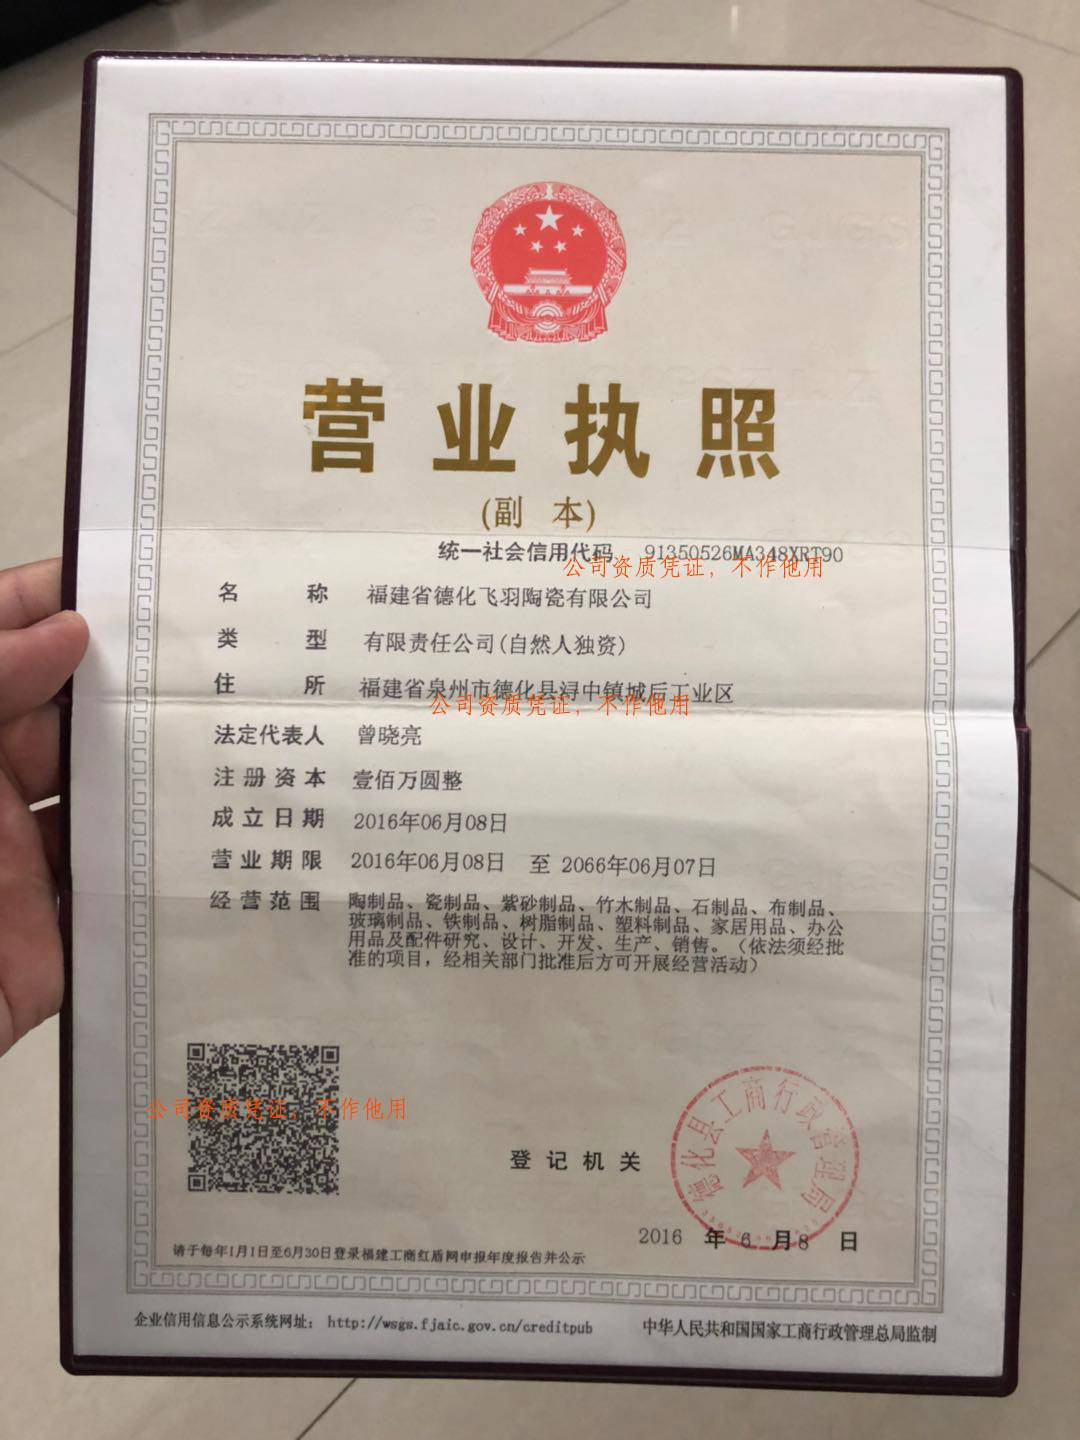 营业执照
(副 本)
统一社会信用代码 91350526MA348XRT90
公司资质凭证，不作他用
名 称 福建省德化飞羽陶瓷有限公司
类 型 有限责任公司(自然人独资)
住 所 福建省泉州市德化县浔中镇城后工业区
公司资质凭证，不作他用
法定代表人 曾晓亮
注册资本 壹佰万圆整
成立日期 2016年06月08日
营业期限 2016年06月08日 至 2066年06月07日
经营范围 陶制品、瓷制品、紫砂制品、竹木制品、石制品、布制品、
玻璃制品、铁制品、树脂制品、塑料制品、家居用品、办公
用品及配件研究、设计、开发、生产、销售。（依法须经批
准的项目，经相关部门批准后方可开展经营活动）
公司资质凭证，不作他用
德化县工商行政管理局
登记机关
2016 年 6 月 8 日
请于每年1月1日至6月30日登录福建工商红盾网申报年度报告并公示
企业信用信息公示系统网址： http://wsgs.fjaic.gov.cn/creditpub
中华人民共和国国家工商行政管理总局监制